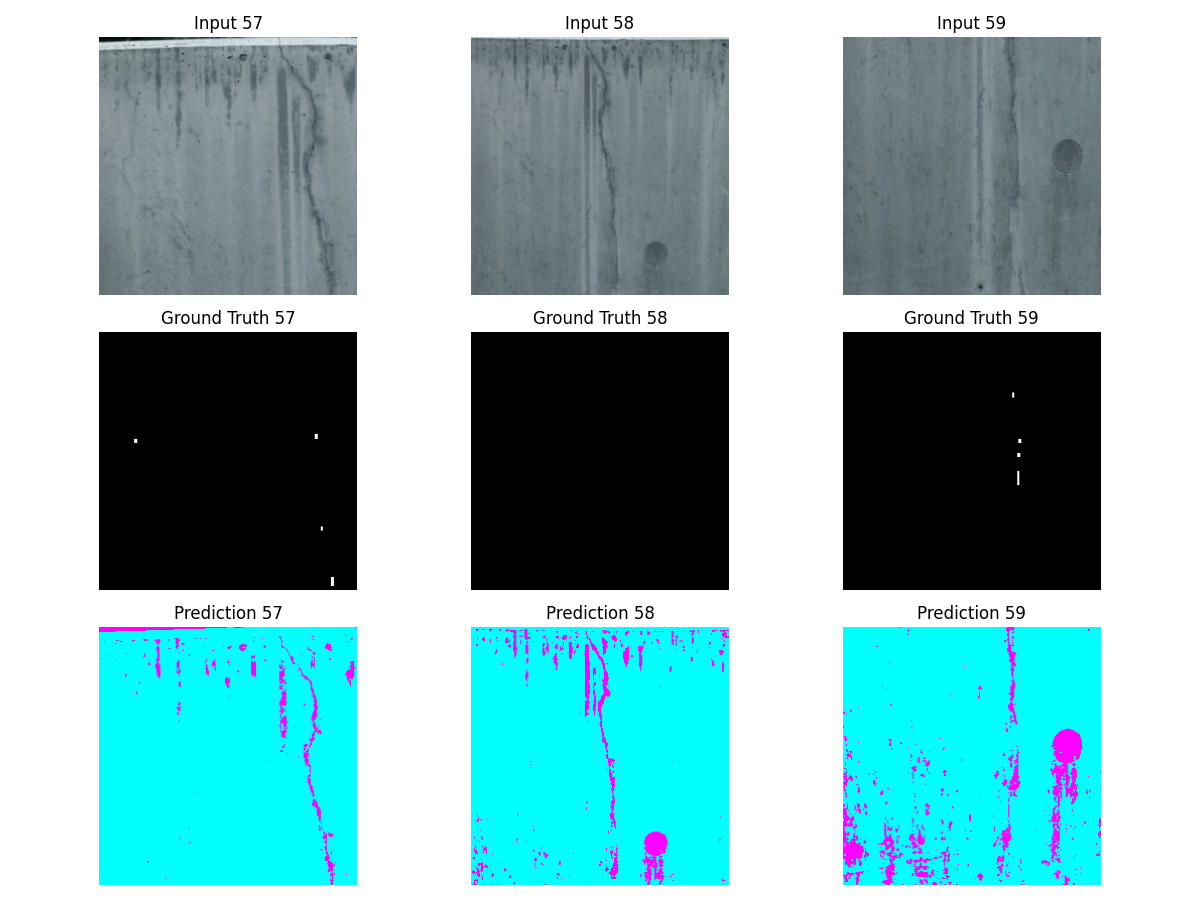 Input 57
Input 58
Input 59
Ground Truth 57
Ground Truth 58
Ground Truth 59
Prediction 57
Prediction 58
Prediction 59